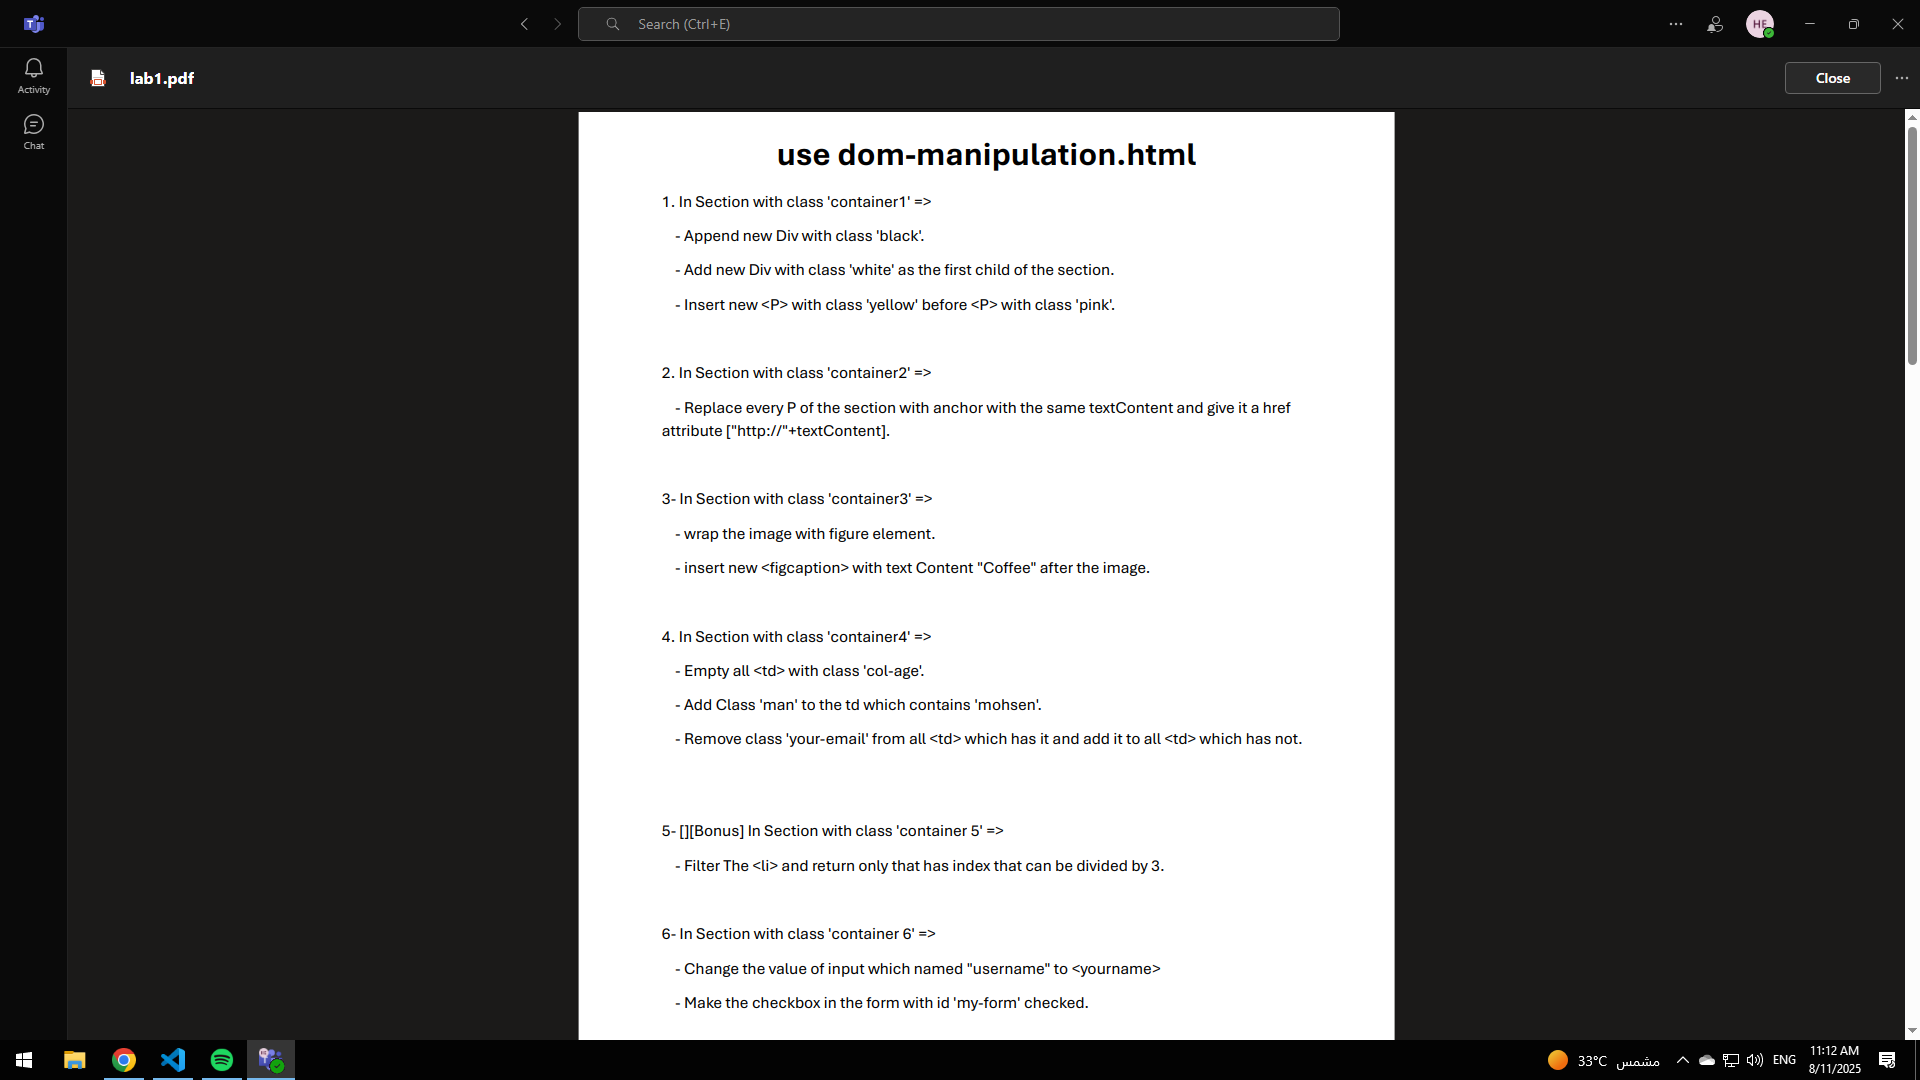 Search (Ctrl+E)
HE
Activity
Chat
lab1.pdf
Close
use dom-manipulation.html
1. In Section with class 'container1' =>
- Append new Div with class 'black'.
- Add new Div with class 'white' as the first child of the section.
- Insert new <P> with class 'yellow' before <P> with class 'pink'.
2. In Section with class 'container2' =>
- Replace every P of the section with anchor with the same textContent and give it a href
attribute ["http://"+textContent].
3- In Section with class 'container3' =>
- wrap the image with figure element.
- insert new <figcaption> with text Content "Coffee" after the image.
4. In Section with class 'container4' =>
- Empty all <td> with class 'col-age'.
- Add Class 'man' to the td which contains 'mohsen'.
- Remove class 'your-email' from all <td> which has it and add it to all <td> which has not.
5- [][Bonus] In Section with class 'container 5' =>
- Filter The <li> and return only that has index that can be divided by 3.
6- In Section with class 'container 6' =>
- Change the value of input which named "username" to <yourname>
- Make the checkbox in the form with id 'my-form' checked.
33°C مشمس
ENG
11:12 AM
8/11/2025